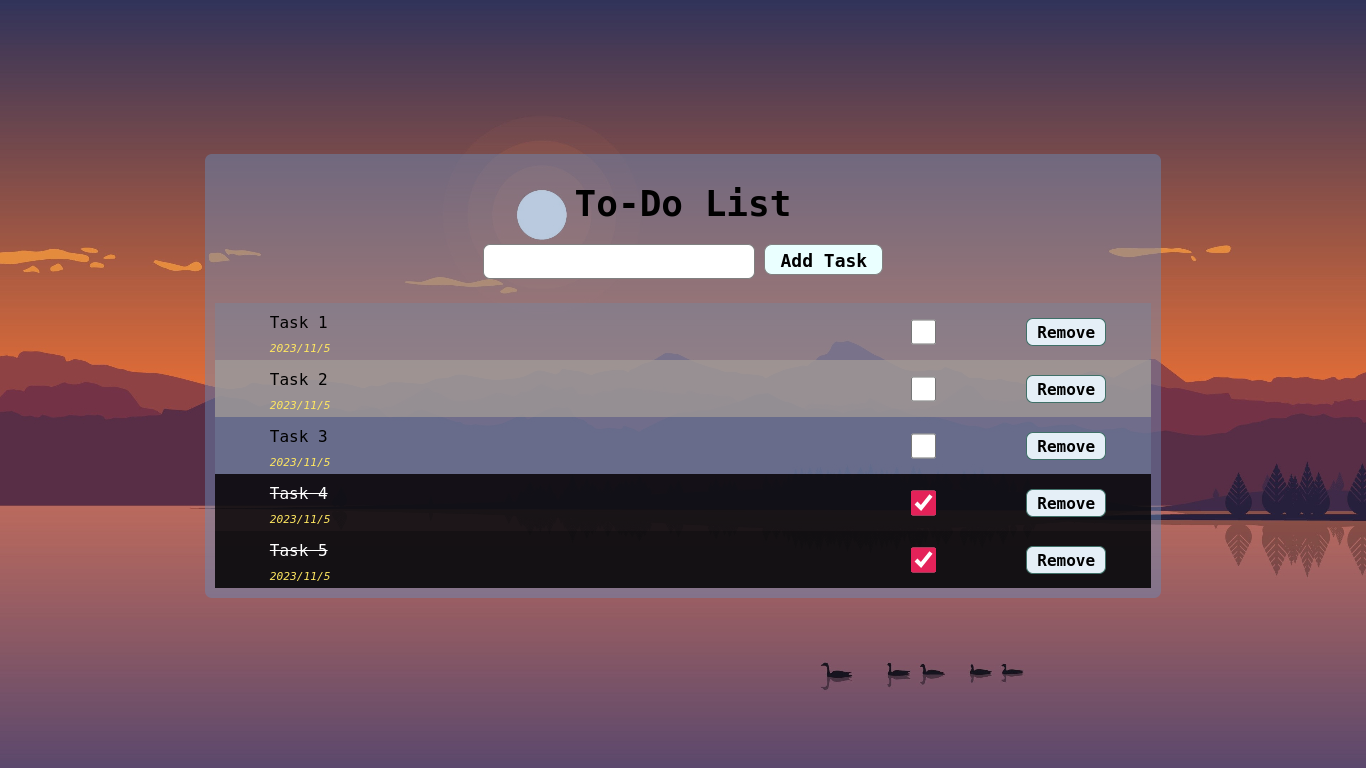 To-Do List
Add Task
Task 1
2023/11/5
Remove
Task 2
2023/11/5
Remove
Task 3
2023/11/5
Remove
Task 4
2023/11/5
Remove
Task 5
2023/11/5
Remove